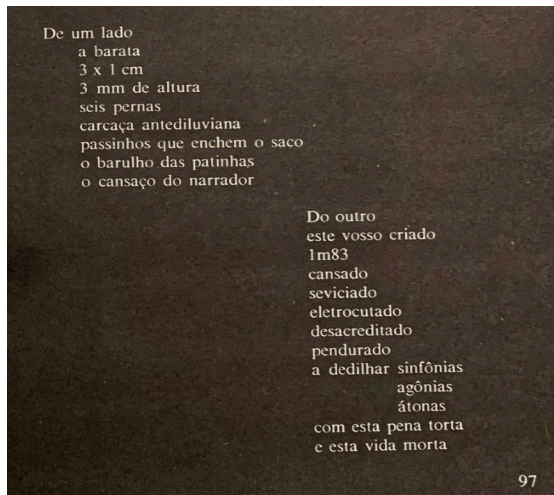 De um lado
a barata
3 x 1 cm
3 mm de altura
seis pernas
carcaça antediluviana
passinhos que enchem o saco
o barulho das patinhas
o cansaço do narrador
Do outro
este vosso criado
1m83
cansado
seviciado
eletrocutado
desacreditado
pendurado
a dedilhar sinfônias
agônias
átonas
com esta pena torta
e esta vida morta
97